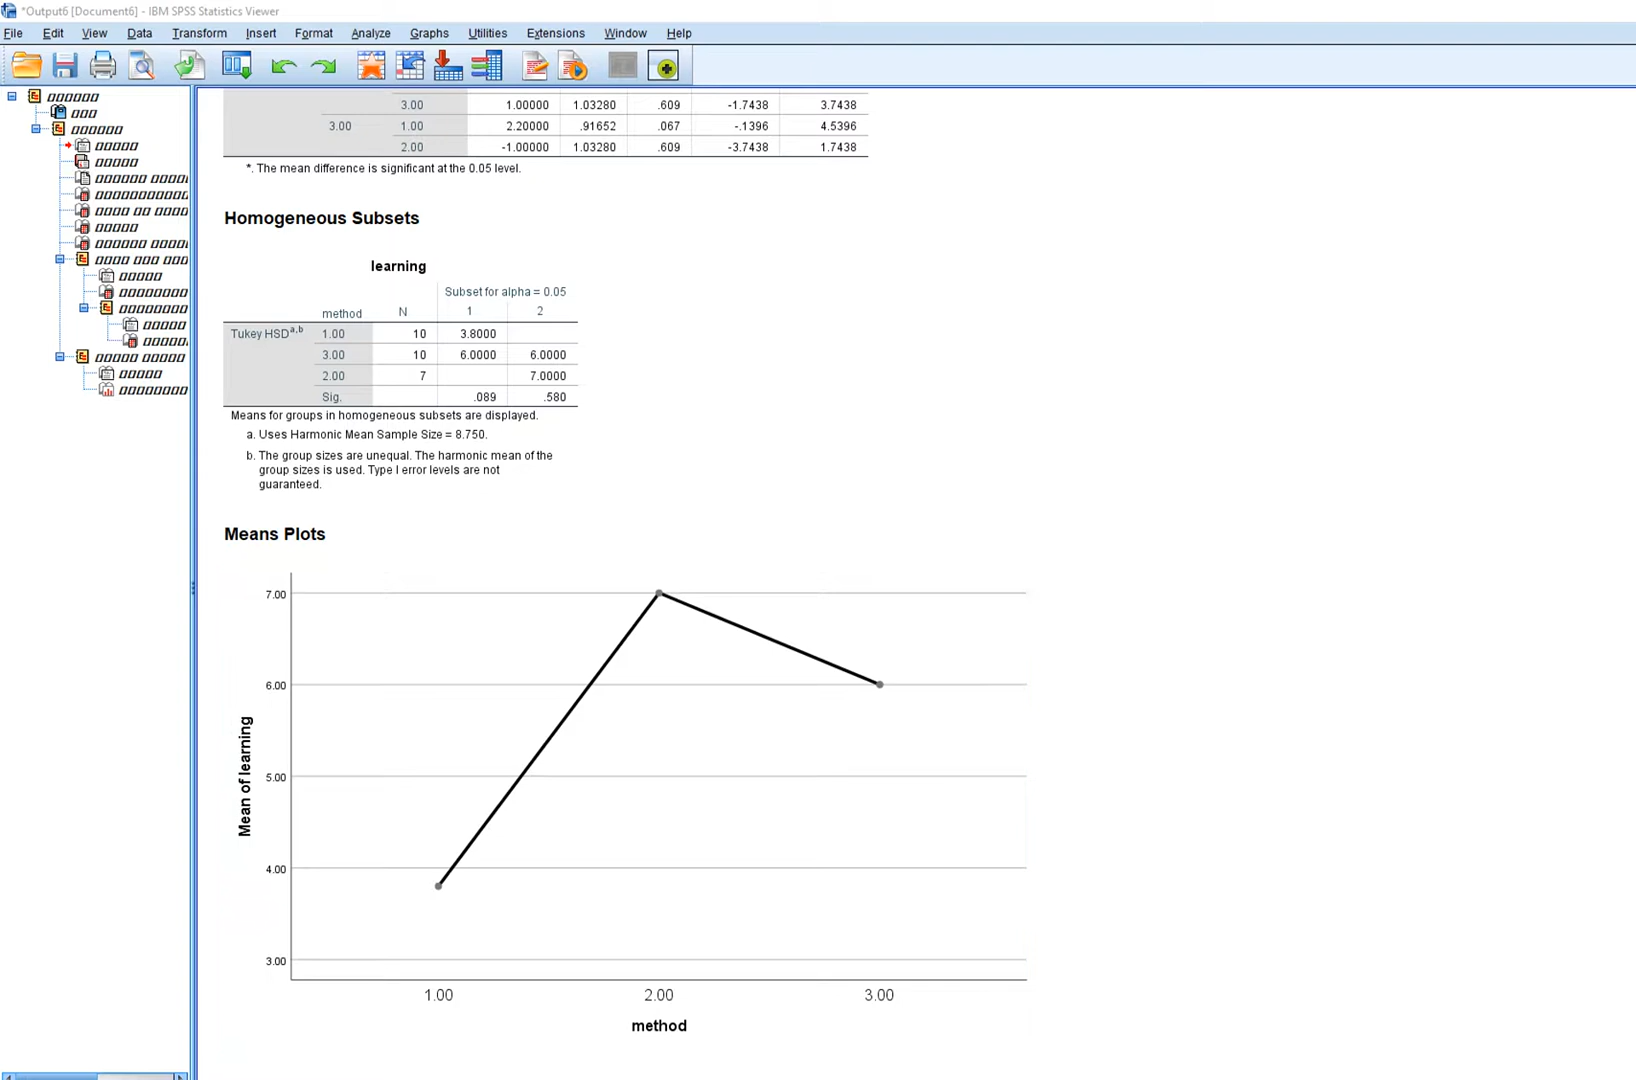 *Output6 [Document6] - IBM SPSS Statistics Viewer
File Edit View Data Transform Insert Format Analyze Graphs Utilities Extensions Window Help
3.00 1.00000 1.03280 .609 -1.7438 3.7438
3.00 1.00 2.20000 .91652 .067 -.1396 4.5396
2.00 -1.00000 1.03280 .609 -3.7438 1.7438
*. The mean difference is significant at the 0.05 level.
Homogeneous Subsets
learning
Subset for alpha = 0.05
method N 1 2
Tukey HSDa,b 1.00 10 3.8000
3.00 10 6.0000 6.0000
2.00 7 7.0000
Sig. .089 .580
Means for groups in homogeneous subsets are displayed.
a. Uses Harmonic Mean Sample Size = 8.750.
b. The group sizes are unequal. The harmonic mean of the
group sizes is used. Type I error levels are not
guaranteed.
Means Plots
7.00
6.00
5.00
4.00
3.00
Mean of learning
1.00 2.00 3.00
method